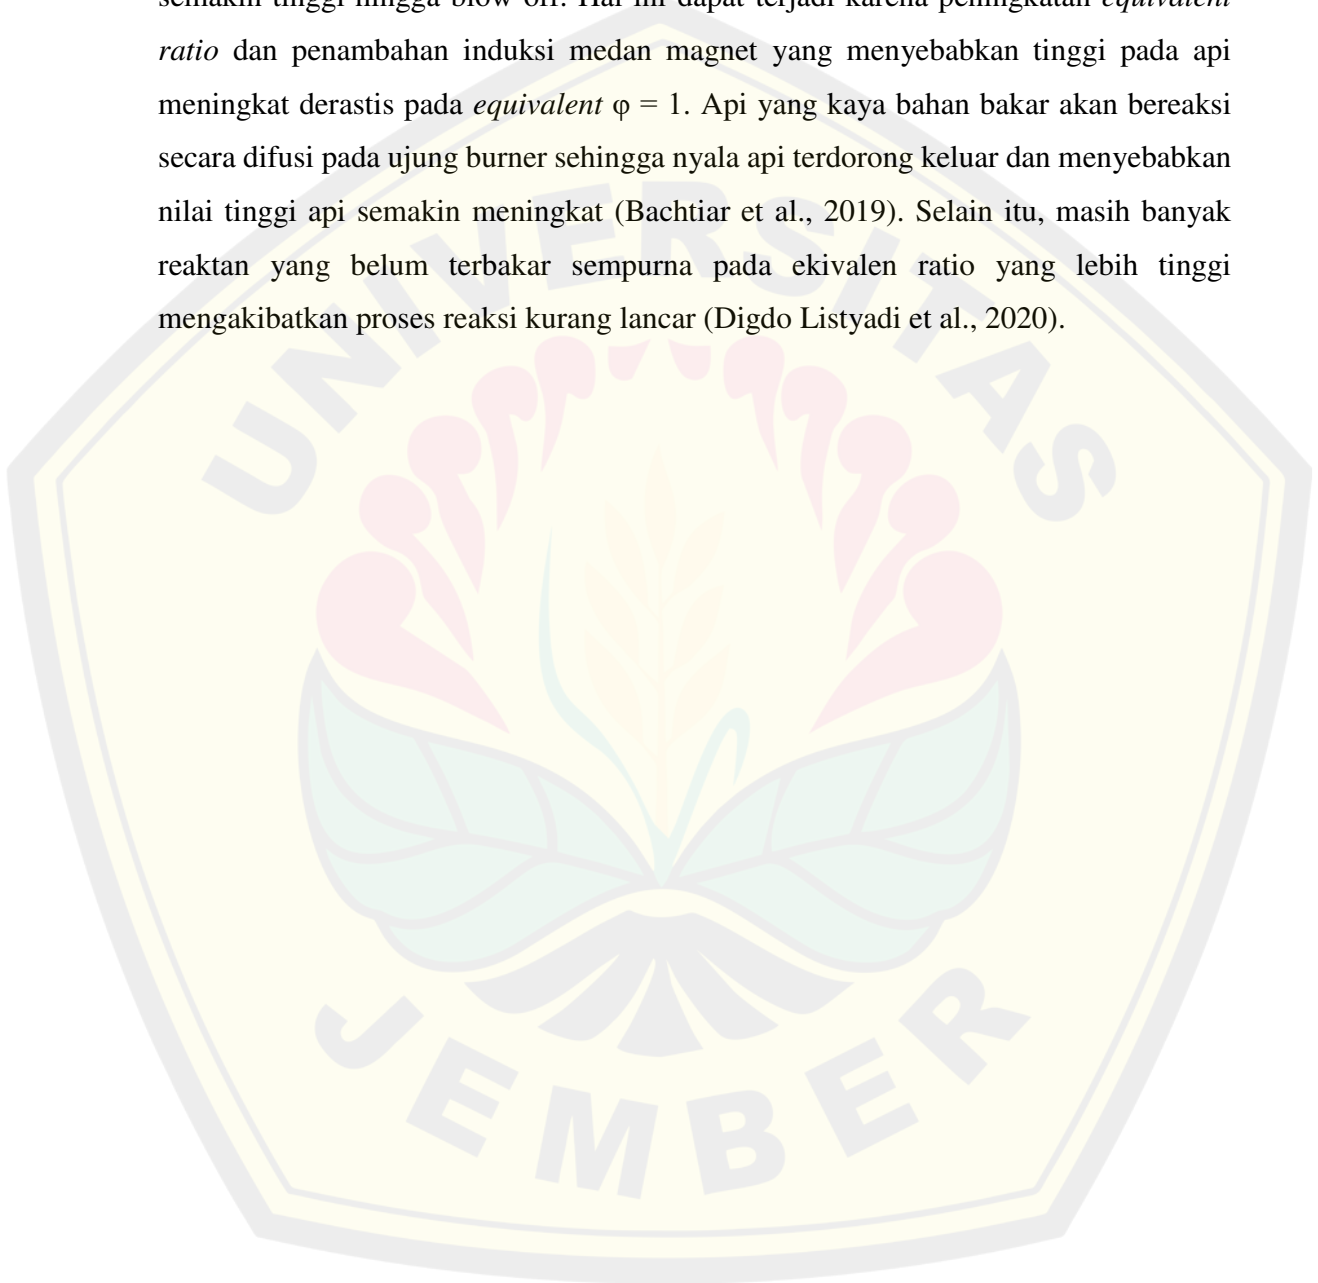 semakin tinggi hingga blow off. Hal ini dapat terjadi karena peningkatan equivalent
ratio dan penambahan induksi medan magnet yang menyebabkan tinggi pada api
meningkat derastis pada equivalent φ = 1. Api yang kaya bahan bakar akan bereaksi
secara difusi pada ujung burner sehingga nyala api terdorong keluar dan menyebabkan
nilai tinggi api semakin meningkat (Bachtiar et al., 2019). Selain itu, masih banyak
reaktan yang belum terbakar sempurna pada ekivalen ratio yang lebih tinggi
mengakibatkan proses reaksi kurang lancar (Digdo Listyadi et al., 2020).
UNIVERSITAS
JEMBER